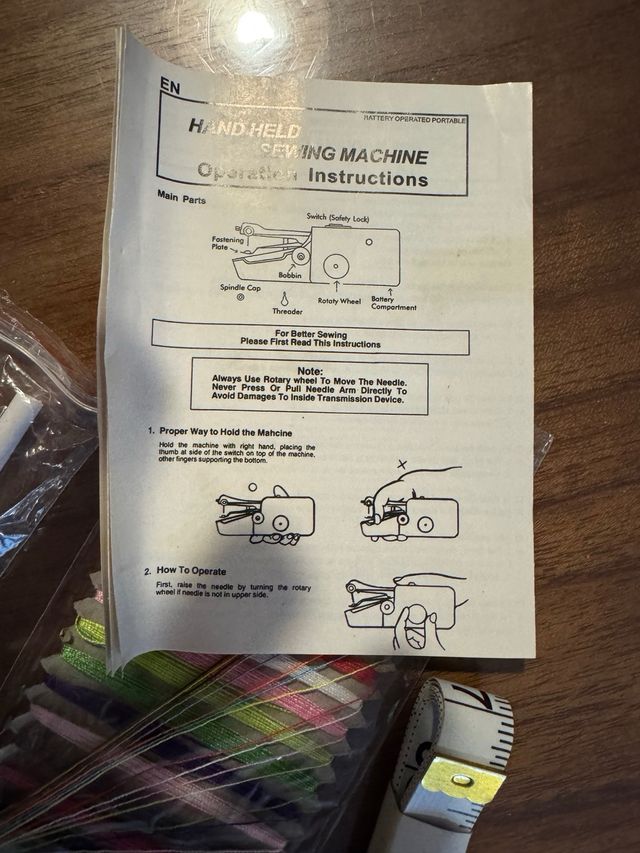 EN
BATTERY OPERATED PORTABLE
HAND HELD
SEWING MACHINE
Operation Instructions
Main Parts
Switch (Safety Lock)
Fastening
Plate
Bobbin
Spindle Cap
Threader
Rotaty Wheel
Battery
Compartment
For Better Sewing
Please First Read This Instructions
Note:
Always Use Rotary wheel To Move The Needle.
Never Press Or Pull Needle Arm Directly To
Avoid Damages To Inside Transmission Device.
1. Proper Way to Hold the Mahcine
Hold the machine with right hand, placing the
thumb at side of the switch on top of the machine.
other fingers supporting the bottom.
2. How To Operate
First, raise the needle by turning the rotary
wheel if needle is not in upper side.
7